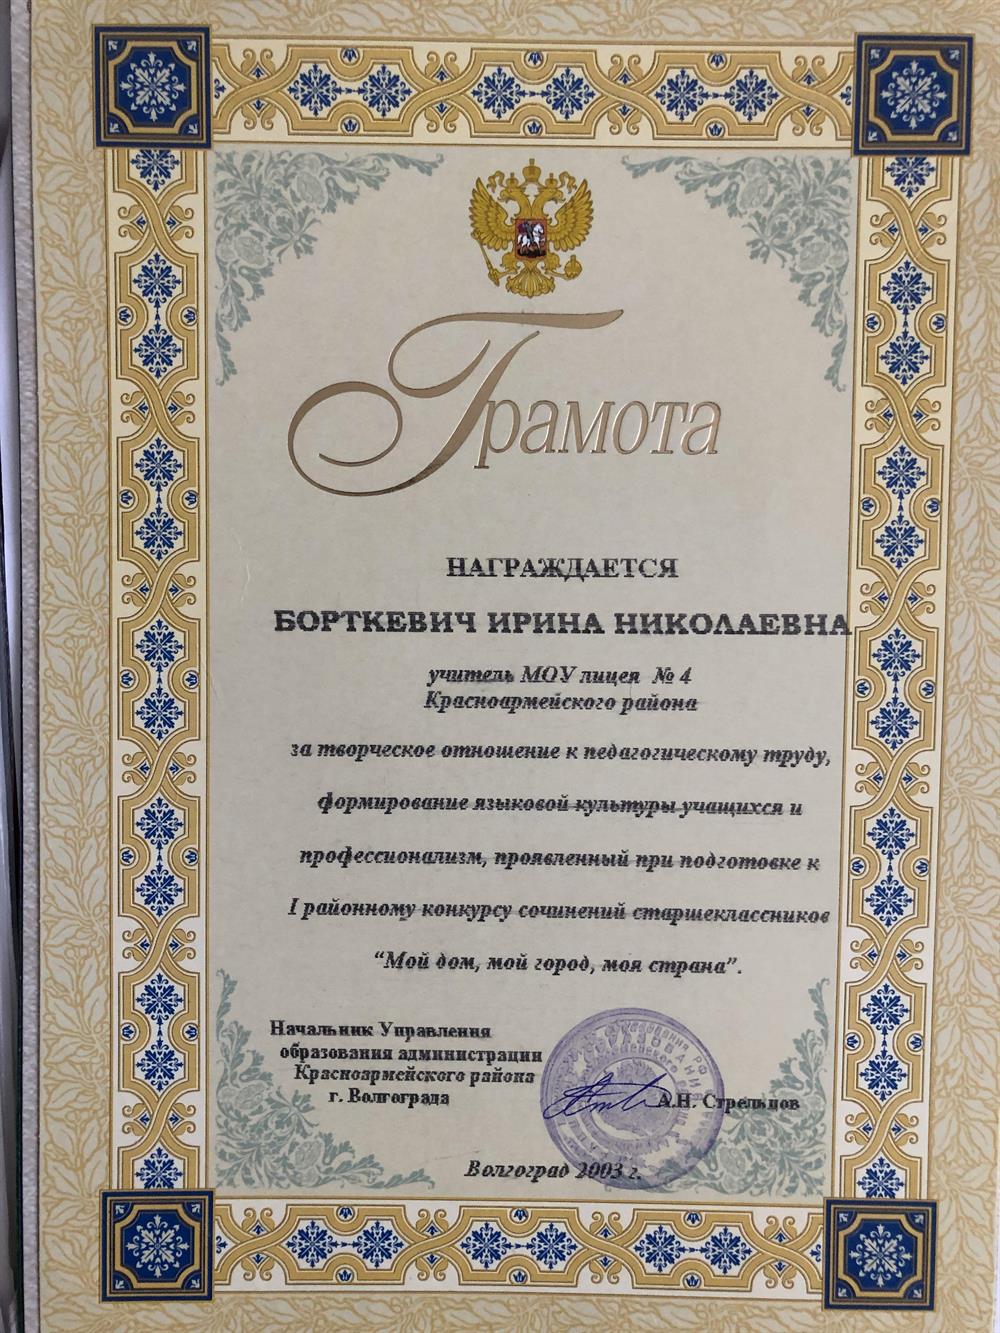 Грамота
НАГРАЖДАЕТСЯ
БОРТКЕВИЧ ИРИНА НИКОЛАЕВНА
учитель МОУ лицея № 4
Красноармейского района
за творческое отношение к педагогическому труду,
формирование языковой культуры учащихся и
профессионализм, проявленный при подготовке к
I районному конкурсу сочинений старшеклассников
“Мой дом, мой город, моя страна”.
Начальник Управления
образования администрации
Красноармейского района
г. Волгограда
А.Н. Стрельцов
Волгоград 2003 г.